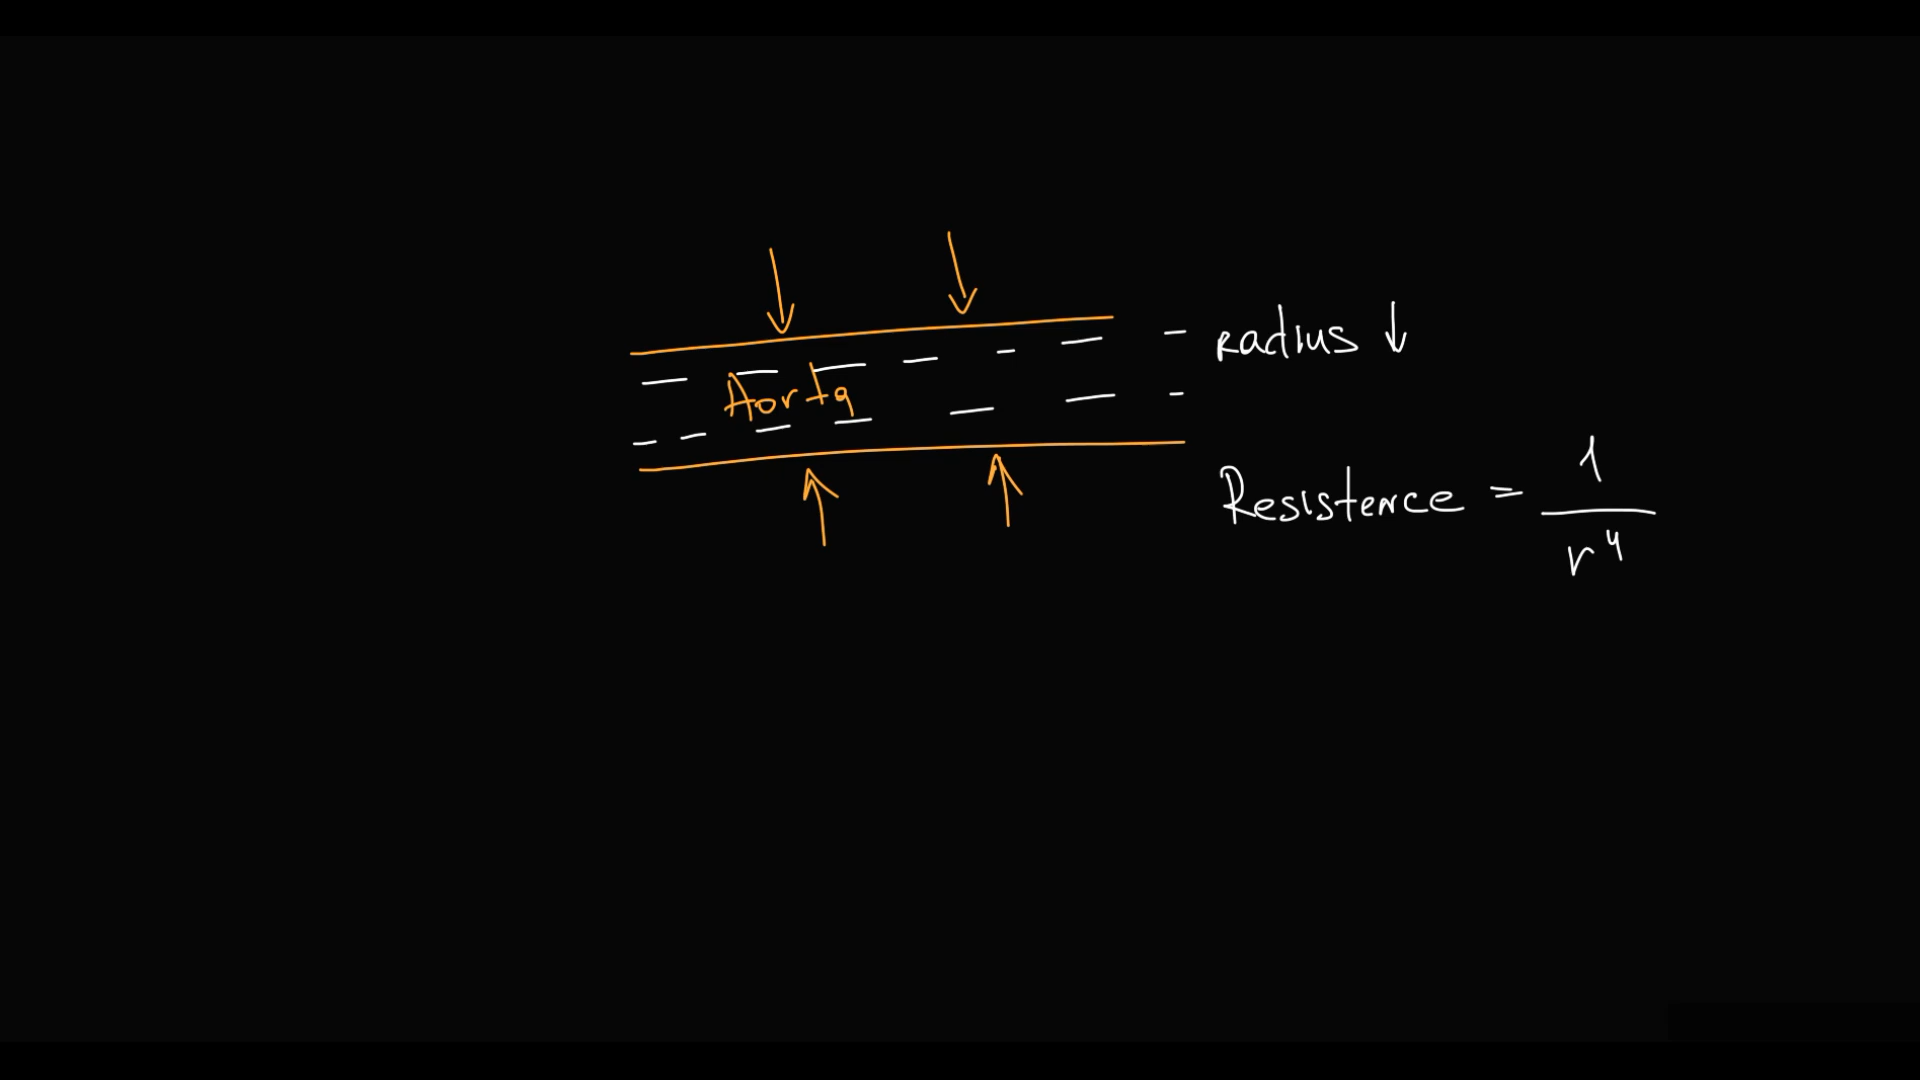 Aorta
- radius ↓
Resistence = 1/r⁴